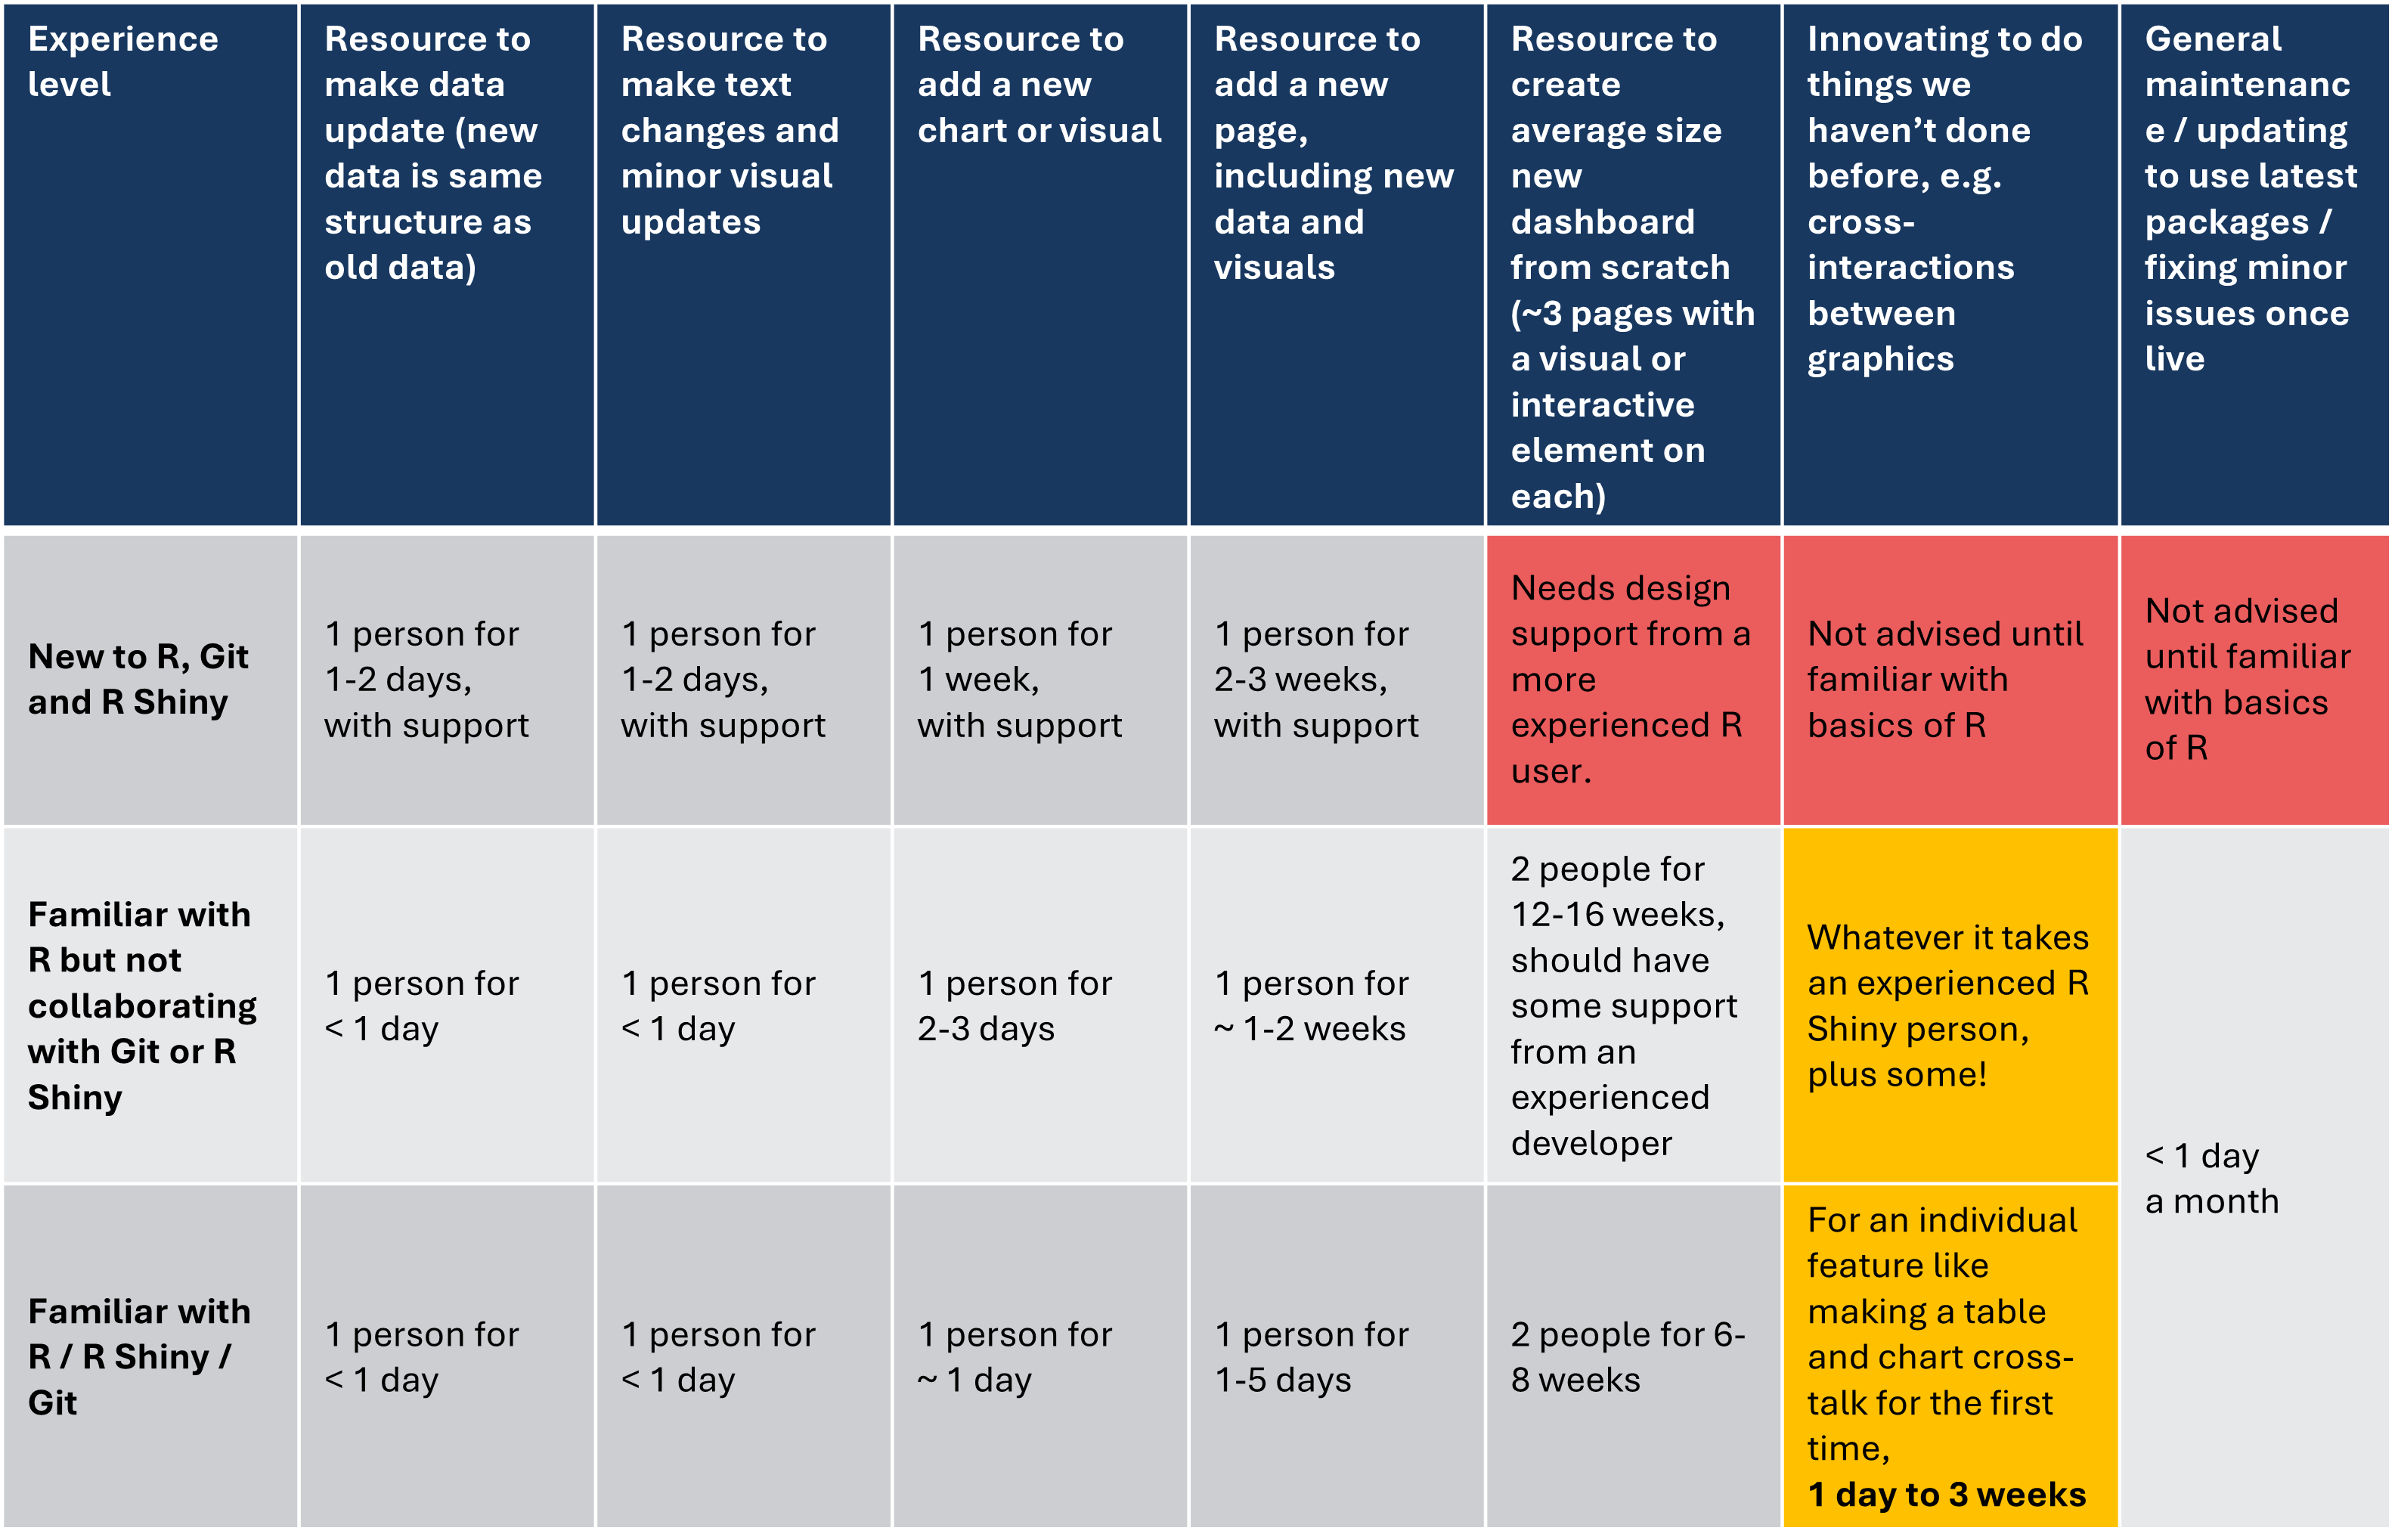 Experience
level
Resource to
make data
update (new
data is same
structure as
old data)
Resource to
make text
changes and
minor visual
updates
Resource to
add a new
chart or visual
Resource to
add a new
page,
including new
data and
visuals
Resource to
create
average size
new
dashboard
from scratch
(~3 pages with
a visual or
interactive
element on
each)
Innovating to do
things we
haven’t done
before, e.g.
cross-
interactions
between
graphics
General
maintenanc
e / updating
to use latest
packages /
fixing minor
issues once
live
New to R, Git
and R Shiny
1 person for
1-2 days,
with support
1 person for
1-2 days,
with support
1 person for
1 week,
with support
1 person for
2-3 weeks,
with support
Needs design
support from a
more
experienced R
user.
Not advised until
familiar with
basics of R
Not advised
until familiar
with basics
of R
Familiar with
R but not
collaborating
with Git or R
Shiny
1 person for
< 1 day
1 person for
< 1 day
1 person for
2-3 days
1 person for
~ 1-2 weeks
2 people for
12-16 weeks,
should have
some support
from an
experienced
developer
Whatever it takes
an experienced R
Shiny person,
plus some!
< 1 day
a month
Familiar with
R / R Shiny /
Git
1 person for
< 1 day
1 person for
< 1 day
1 person for
~ 1 day
1 person for
1-5 days
2 people for 6-
8 weeks
For an individual
feature like
making a table
and chart cross-
talk for the first
time,
1 day to 3 weeks